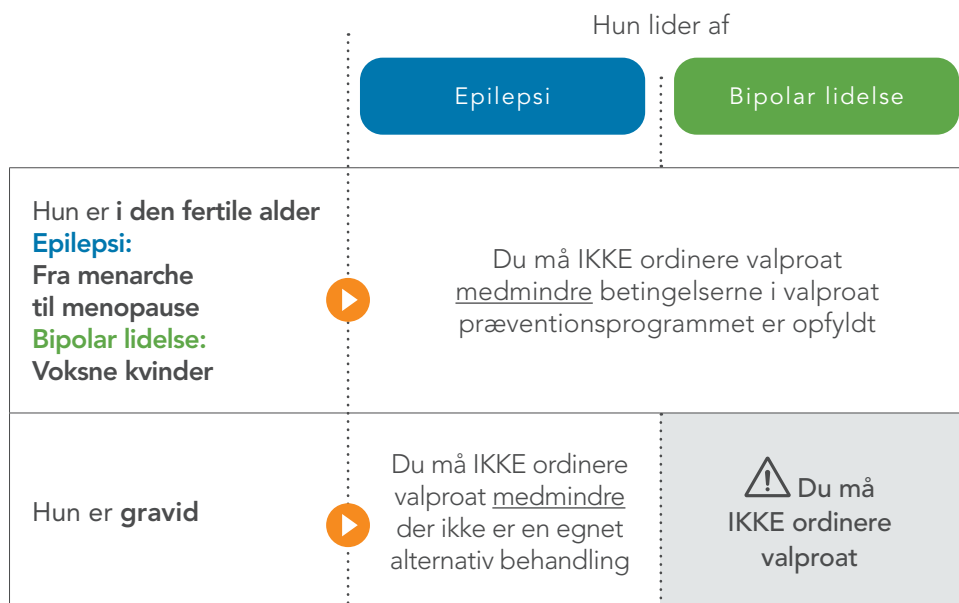 Hun lider af
Epilepsi
Bipolar lidelse
Hun er i den fertile alder
Epilepsi:
Fra menarche
til menopause
Bipolar lidelse:
Voksne kvinder
Du må IKKE ordinere valproat
medmindre betingelserne i valproat
præventionsprogrammet er opfyldt
Hun er gravid
Du må IKKE ordinere
valproat medmindre
der ikke er en egnet
alternativ behandling
Du må
IKKE ordinere
valproat